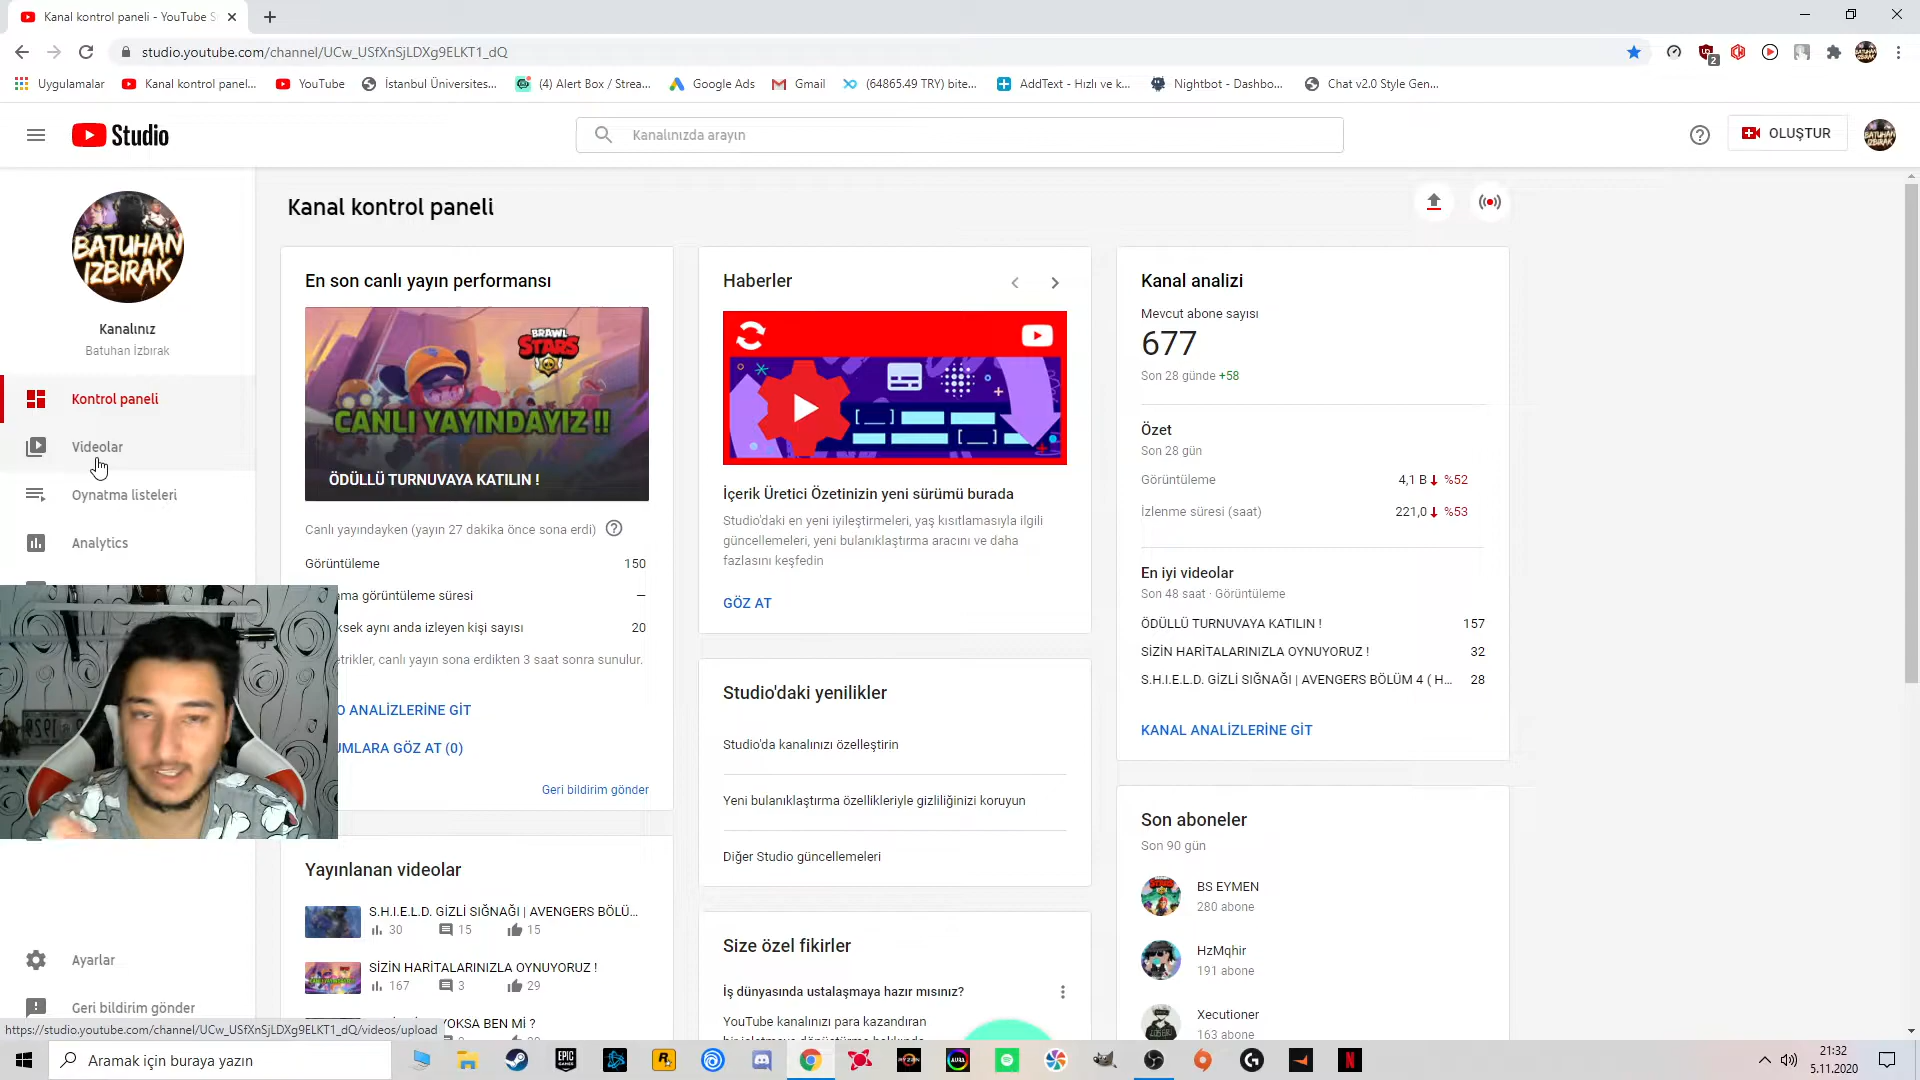 Kanal kontrol paneli - YouTube S
studio.youtube.com/channel/UCw_USfXnSjLDXg9ELKT1_dQ
2
Uygulamalar
Kanal kontrol panel...
YouTube
İstanbul Üniversites...
(4) Alert Box / Strea...
Google Ads
Gmail
(64865.49 TRY) bite...
AddText - Hızlı ve k...
Nightbot - Dashbo...
Chat v2.0 Style Gen...
Studio
Kanalınızda arayın
OLUŞTUR
BATUHAN
IZBIRAK
Kanalınız
Batuhan İzbırak
Kontrol paneli
Videolar
Oynatma listeleri
Analytics
Ayarlar
Geri bildirim gönder
Kanal kontrol paneli
En son canlı yayın performansı
BRAWL
STARS
CANLI YAYINDAYIZ !!
ÖDÜLLÜ TURNUVAYA KATILIN !
Canlı yayındayken (yayın 27 dakika önce sona erdi)
Görüntüleme 150
ama görüntüleme süresi —
ksek aynı anda izleyen kişi sayısı 20
etrikler, canlı yayın sona erdikten 3 saat sonra sunulur.
O ANALİZLERİNE GİT
UMLARA GÖZ AT (0)
Geri bildirim gönder
Yayınlanan videolar
S.H.I.E.L.D. GİZLİ SIĞNAĞI | AVENGERS BÖLÜ...
30 15 15
SİZİN HARİTALARINIZLA OYNUYORUZ !
167 3 29
YOKSA BEN Mİ ?
Haberler
İçerik Üretici Özetinizin yeni sürümü burada
Studio'daki en yeni iyileştirmeleri, yaş kısıtlamasıyla ilgili
güncellemeleri, yeni bulanıklaştırma aracını ve daha
fazlasını keşfedin
GÖZ AT
Studio'daki yenilikler
Studio'da kanalınızı özelleştirin
Yeni bulanıklaştırma özellikleriyle gizliliğinizi koruyun
Diğer Studio güncellemeleri
Size özel fikirler
İş dünyasında ustalaşmaya hazır mısınız?
YouTube kanalınızı para kazandıran
Kanal analizi
Mevcut abone sayısı
677
Son 28 günde +58
Özet
Son 28 gün
Görüntüleme 4,1 B %52
İzlenme süresi (saat) 221,0 %53
En iyi videolar
Son 48 saat · Görüntüleme
ÖDÜLLÜ TURNUVAYA KATILIN ! 157
SİZİN HARİTALARINIZLA OYNUYORUZ ! 32
S.H.I.E.L.D. GİZLİ SIĞNAĞI | AVENGERS BÖLÜM 4 ( H... 28
KANAL ANALİZLERİNE GİT
Son aboneler
Son 90 gün
BS EYMEN
280 abone
HzMqhir
191 abone
Xecutioner
163 abone
https://studio.youtube.com/channel/UCw_USfXnSjLDXg9ELKT1_dQ/videos/upload
Aramak için buraya yazın
21:32
5.11.2020